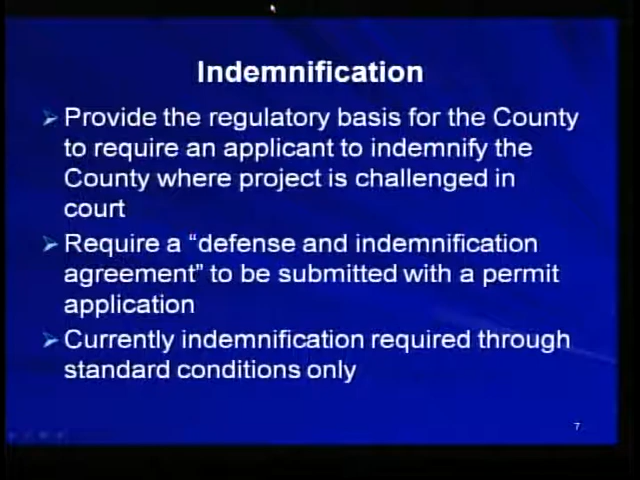 Indemnification
Provide the regulatory basis for the County
to require an applicant to indemnify the
County where project is challenged in
court
Require a “defense and indemnification
agreement” to be submitted with a permit
application
Currently indemnification required through
standard conditions only
7